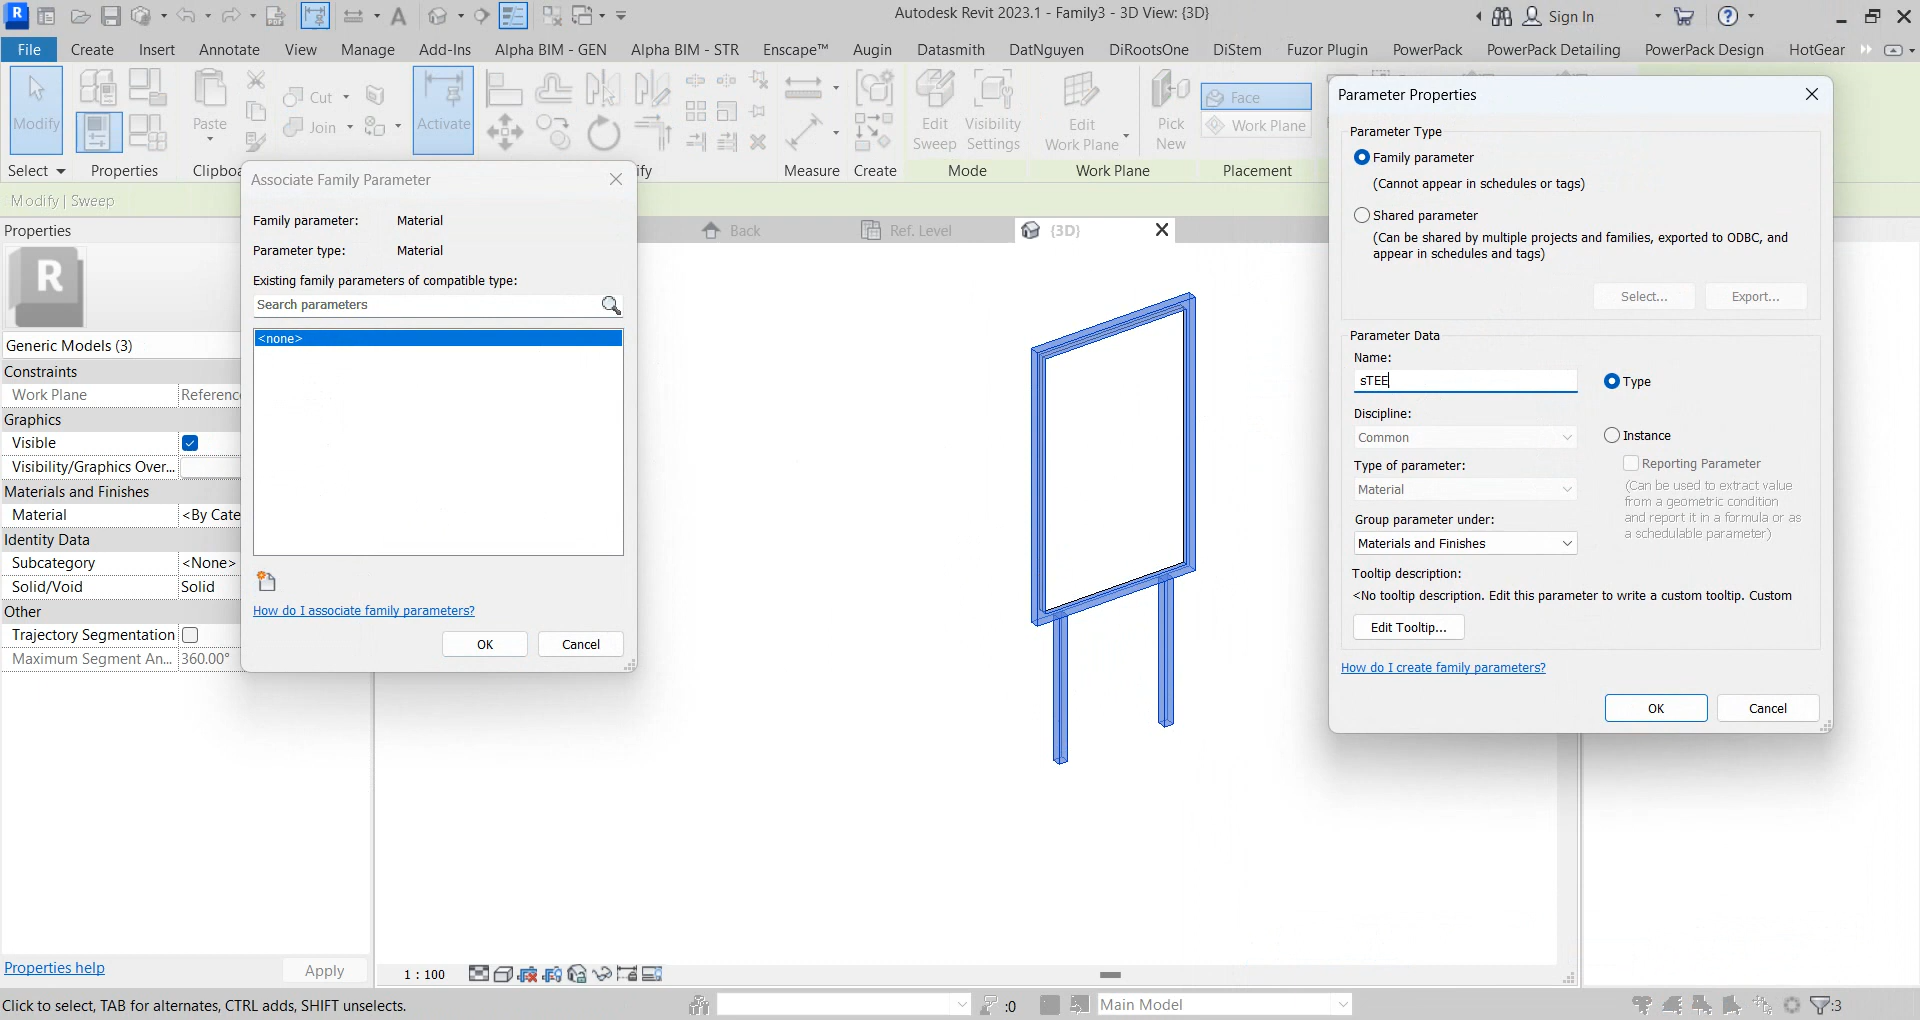 Autodesk Revit 2023.1 - Family3 - 3D View: {3D}
Sign In
File Create Insert Annotate View Manage Add-Ins Alpha BIM - GEN Alpha BIM - STR Enscape™ Augin Datasmith DatNguyen DiRootsOne DiStem Fuzor Plugin PowerPack PowerPack Detailing PowerPack Design HotGear
Modify
Paste
Cut
Join
Activate
Edit Sweep
Visibility Settings
Edit Work Plane
Pick New
Face
Work Plane
Select Properties Clipbo ify Measure Create Mode Work Plane Placement
Modify | Sweep
Properties
R
Generic Models (3)
Constraints
Work Plane Referenc
Graphics
Visible
Visibility/Graphics Over...
Materials and Finishes
Material <By Cate
Identity Data
Subcategory <None>
Solid/Void Solid
Other
Trajectory Segmentation
Maximum Segment An... 360.00°
Properties help
Apply
Associate Family Parameter
Family parameter: Material
Parameter type: Material
Existing family parameters of compatible type:
Search parameters
<none>
How do I associate family parameters?
OK Cancel
Back
Ref. Level
{3D}
Parameter Properties
Parameter Type
Family parameter
(Cannot appear in schedules or tags)
Shared parameter
(Can be shared by multiple projects and families, exported to ODBC, and
appear in schedules and tags)
Select... Export...
Parameter Data
Name:
sTEE
Type
Discipline:
Common
Instance
Type of parameter:
Reporting Parameter
Material
(Can be used to extract value
from a geometric condition
and report it in a formula or as
a schedulable parameter)
Group parameter under:
Materials and Finishes
Tooltip description:
<No tooltip description. Edit this parameter to write a custom tooltip. Custom
Edit Tooltip...
How do I create family parameters?
OK Cancel
1 : 100
Click to select, TAB for alternates, CTRL adds, SHIFT unselects.
:0
Main Model
:3